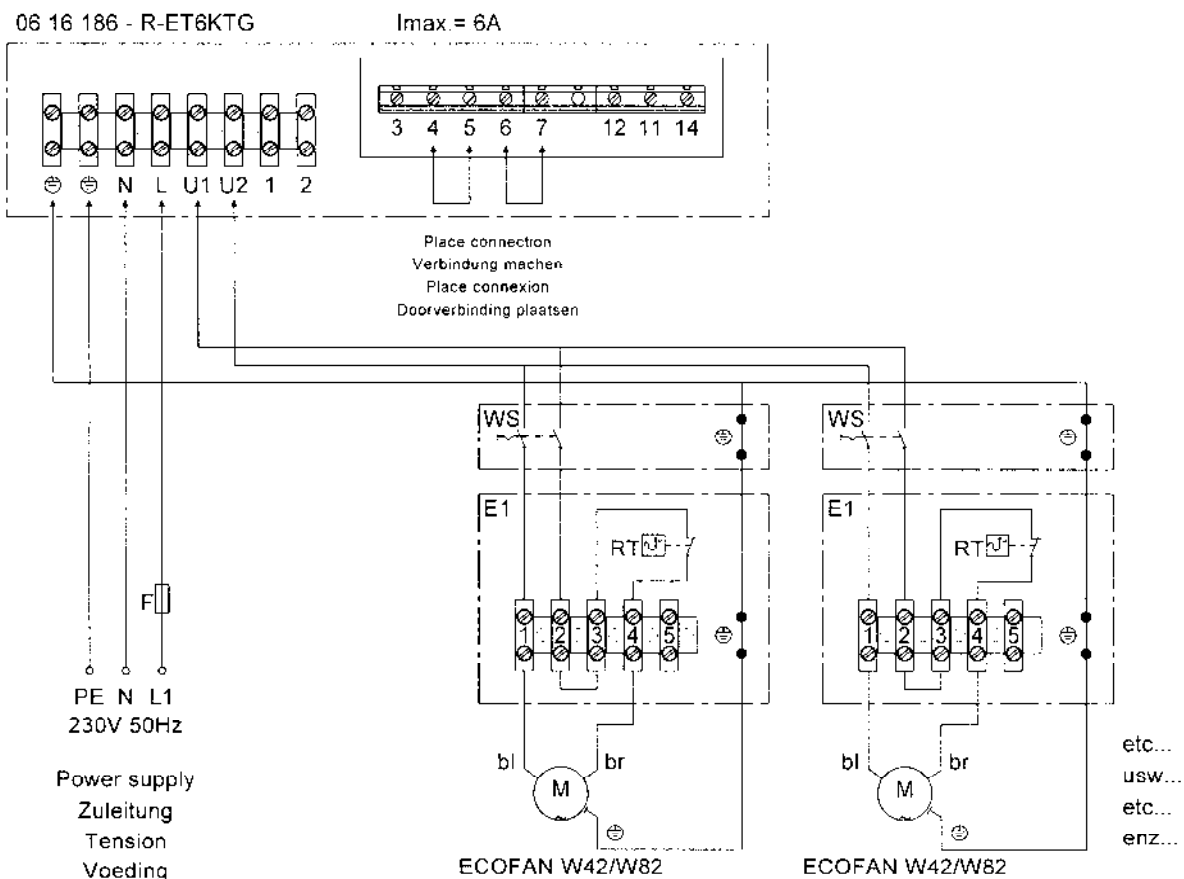 06 16 186 - R-ET6KTG Imax.= 6A
3 4 5 6 7 12 11 14
N L U1 U2 1 2
Place connection
Verbindung machen
Place connexion
Doorverbinding plaatsen
WS
WS
E1
E1
RT
RT
F
1 2 3 4 5
1 2 3 4 5
PE N L1
230V 50Hz
bl M br
bl M br
etc...
usw...
etc...
enz...
Power supply
Zuleitung
Tension
Voeding
ECOFAN W42/W82
ECOFAN W42/W82